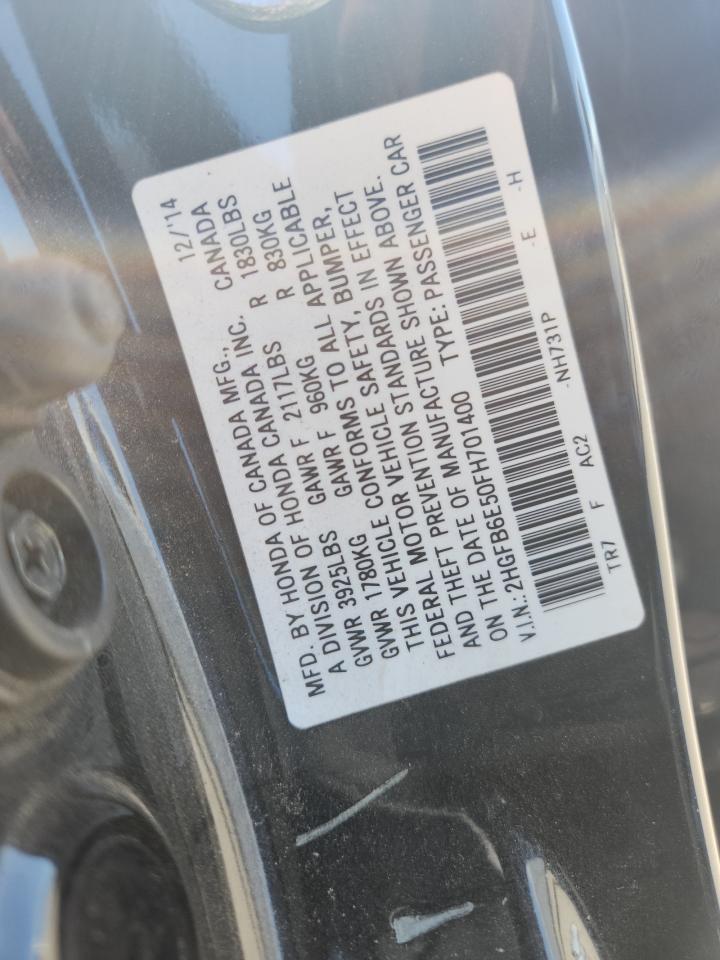 MFD. BY HONDA OF CANADA MFG., 12/14
A DIVISION OF HONDA CANADA INC. CANADA
GVWR 3925LBS GAWR F 2117LBS R 1830LBS
GVWR 1780KG GAWR F 960KG R 830KG
THIS VEHICLE CONFORMS TO ALL APPLICABLE
FEDERAL MOTOR VEHICLE SAFETY, BUMPER,
AND THEFT PREVENTION STANDARDS IN EFFECT
ON THE DATE OF MANUFACTURE SHOWN ABOVE.
V.I.N.: 2HGFB6E50FH701400 TYPE: PASSENGER CAR
TR7 F AC2 -NH731P -E -H